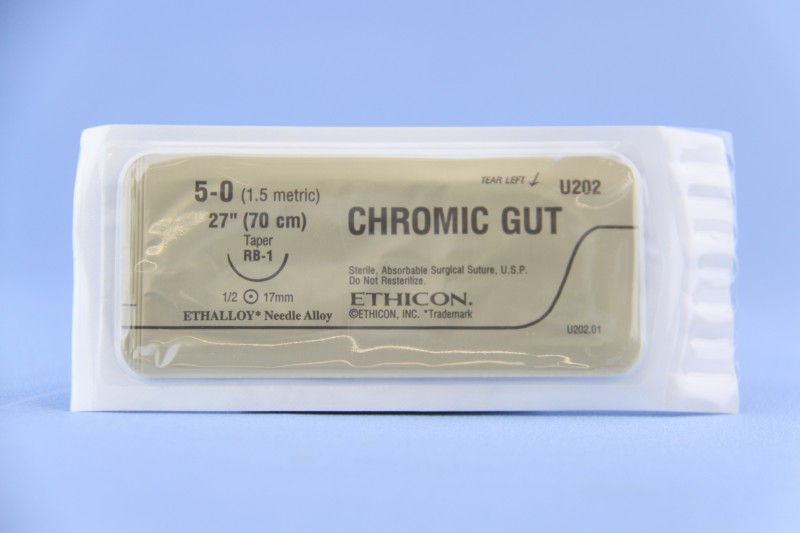 TEAR LEFT ↓
U202
5-0 (1.5 metric)
27" (70 cm)
Taper
RB-1
1/2 17mm
ETHALLOY* Needle Alloy
CHROMIC GUT
Sterile, Absorbable Surgical Suture, U.S.P.
Do Not Resterilize.
ETHICON.
©ETHICON, INC. *Trademark
U202.01